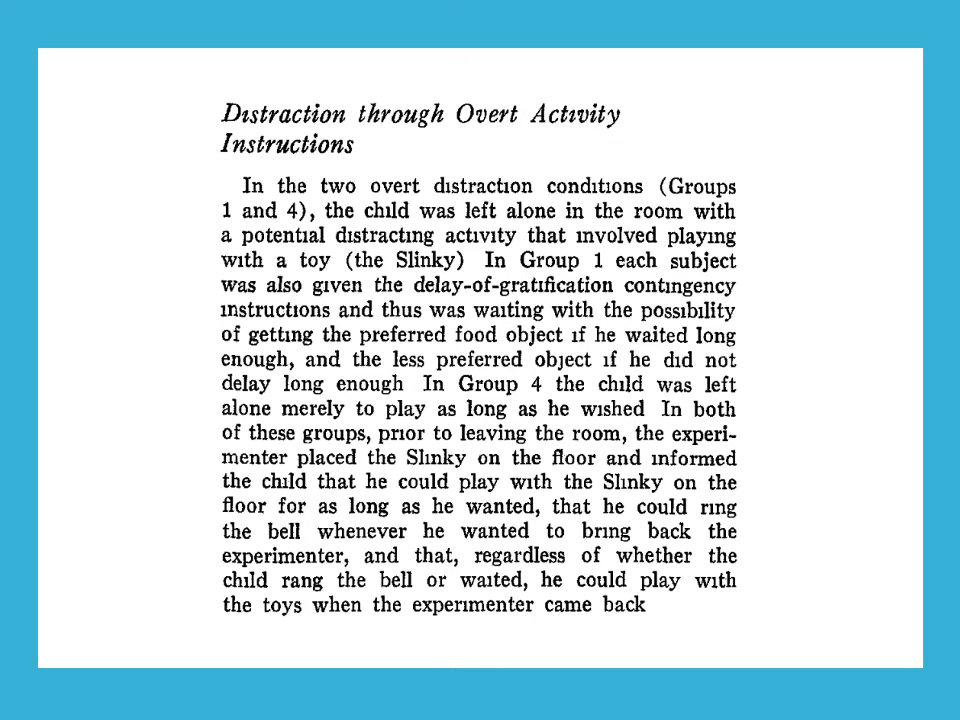 Distraction through Overt Activity
Instructions
In the two overt distraction conditions (Groups
1 and 4), the child was left alone in the room with
a potential distracting activity that involved playing
with a toy (the Slinky) In Group 1 each subject
was also given the delay-of-gratification contingency
instructions and thus was waiting with the possibility
of getting the preferred food object if he waited long
enough, and the less preferred object if he did not
delay long enough In Group 4 the child was left
alone merely to play as long as he wished In both
of these groups, prior to leaving the room, the experi-
menter placed the Slinky on the floor and informed
the child that he could play with the Slinky on the
floor for as long as he wanted, that he could ring
the bell whenever he wanted to bring back the
experimenter, and that, regardless of whether the
child rang the bell or waited, he could play with
the toys when the experimenter came back